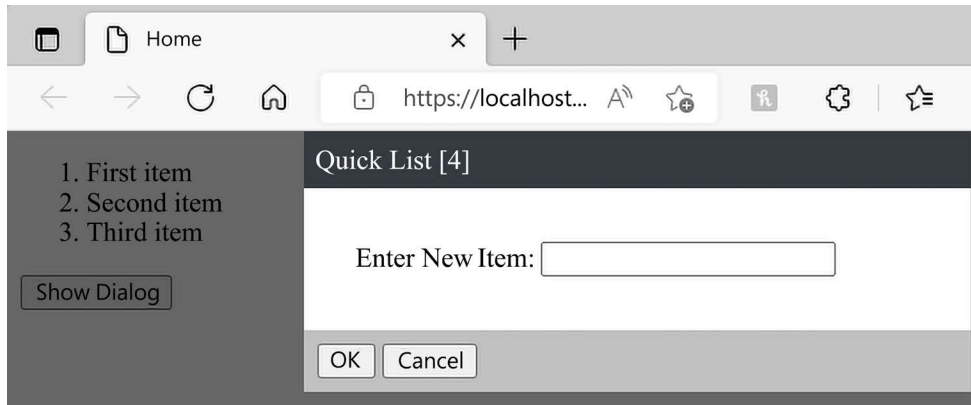 Home
https://localhost...
Quick List [4]
1. First item
2. Second item
3. Third item
Enter New Item:
Show Dialog
OK Cancel